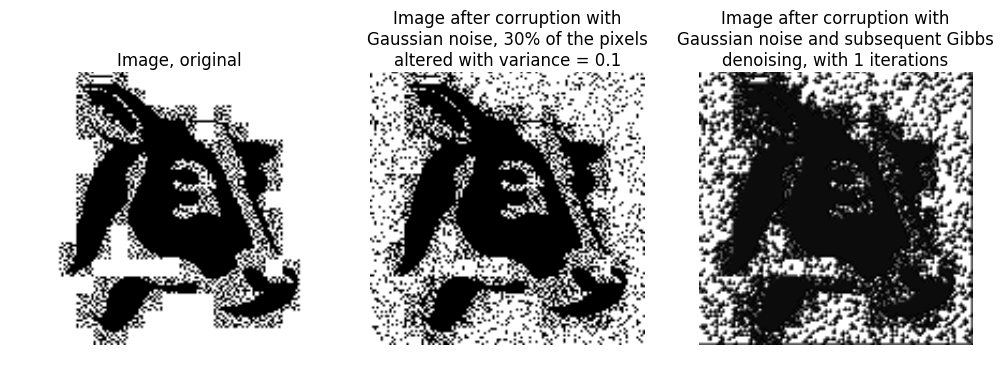 Image, original
Image after corruption with
Gaussian noise, 30% of the pixels
altered with variance = 0.1
Image after corruption with
Gaussian noise and subsequent Gibbs
denoising, with 1 iterations